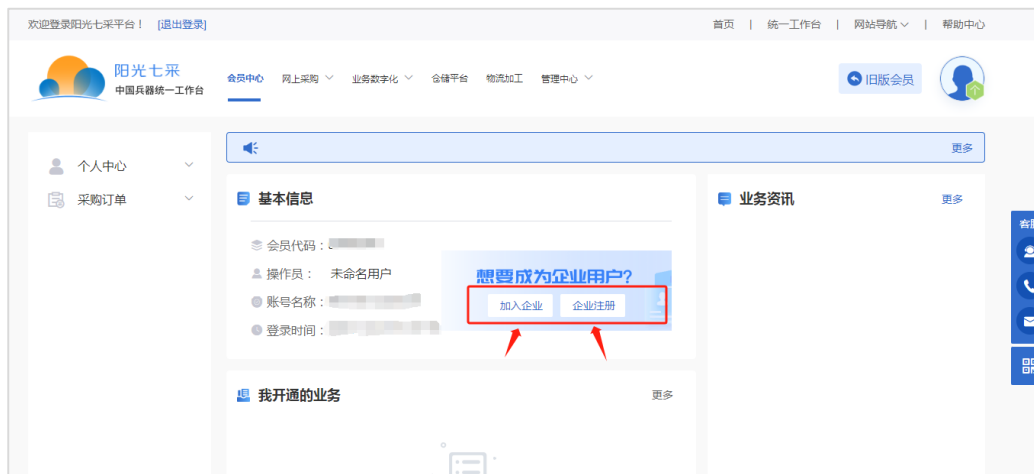 欢迎登录阳光七采平台！ [退出登录]
首页 | 统一工作台 | 网站导航 | 帮助中心
阳光七采
中国兵器统一工作台
会员中心 网上采购 业务数字化 仓储平台 物流加工 管理中心
旧版会员
个
更多
个人中心
采购订单
基本信息
会员代码：
操作员： 未命名用户
账号名称：
登录时间：
想要成为企业用户?
加入企业 企业注册
业务资讯
更多
客服
我开通的业务
更多